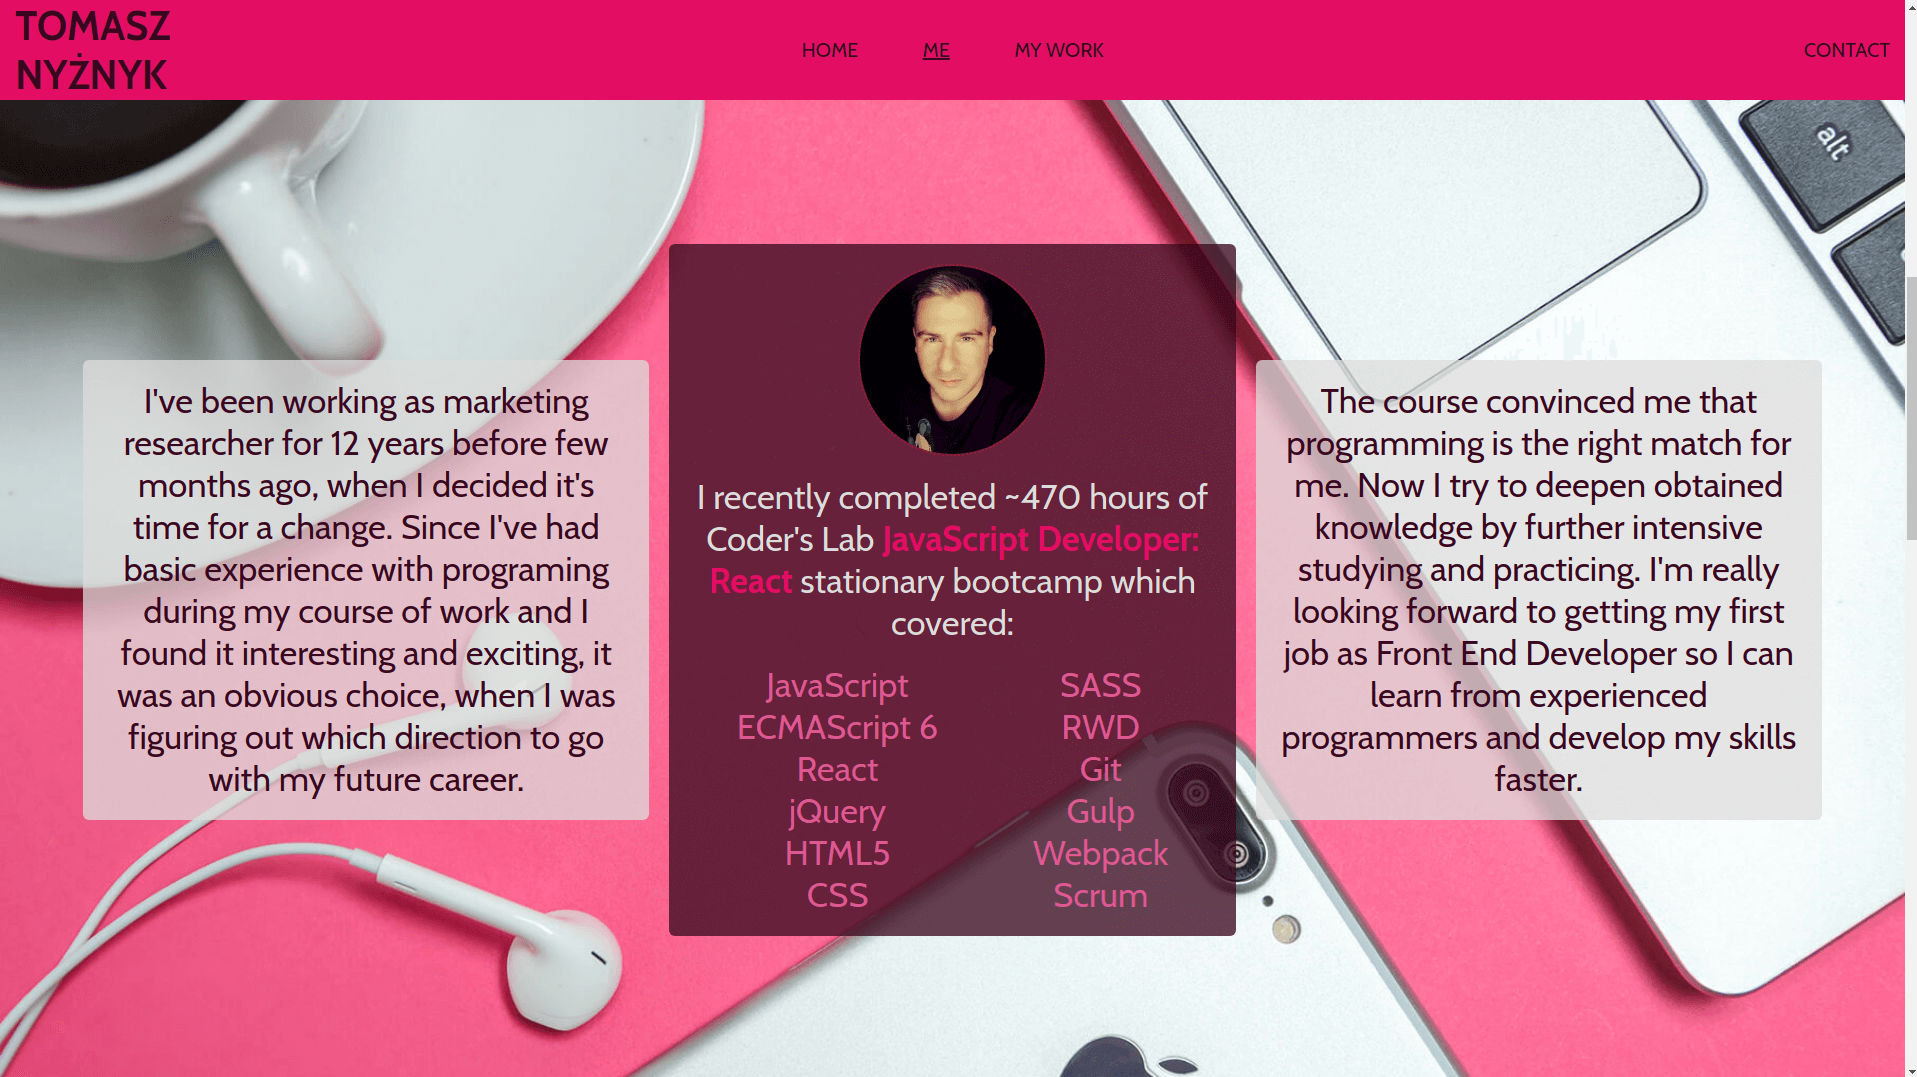 TOMASZ
NYŻNYK
HOME
ME
MY WORK
CONTACT
alt
I've been working as marketing
researcher for 12 years before few
months ago, when I decided it's
time for a change. Since I've had
basic experience with programing
during my course of work and I
found it interesting and exciting, it
was an obvious choice, when I was
figuring out which direction to go
with my future career.
I recently completed ~470 hours of
Coder's Lab JavaScript Developer:
React stationary bootcamp which
covered:
JavaScript
ECMAScript 6
React
jQuery
HTML5
CSS
SASS
RWD
Git
Gulp
Webpack
Scrum
The course convinced me that
programming is the right match for
me. Now I try to deepen obtained
knowledge by further intensive
studying and practicing. I'm really
looking forward to getting my first
job as Front End Developer so I can
learn from experienced
programmers and develop my skills
faster.